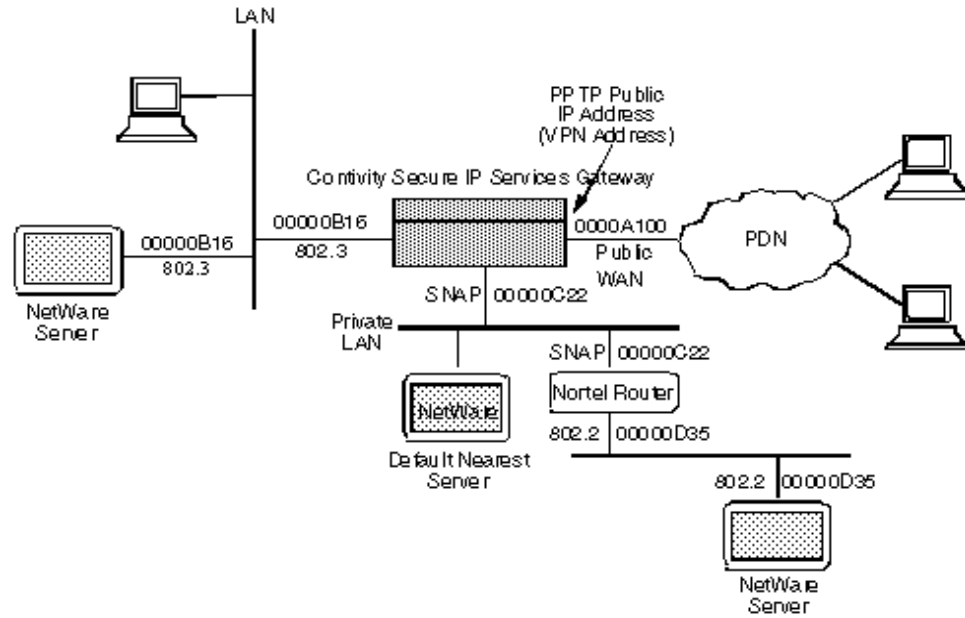 LAN
PPTP Public
IP Address
(VPN Address)
Contivity Secure IP Services Gateway
00000B16
802.3
00000B16
802.3
0000A100
Public
WAN
PDN
NetWare
Server
SNAP 00000C22
Private
LAN
SNAP 00000C22
NetWare
Nortel Router
Default Nearest
Server
802.2 00000D35
802.2 00000D35
NetWare
Server